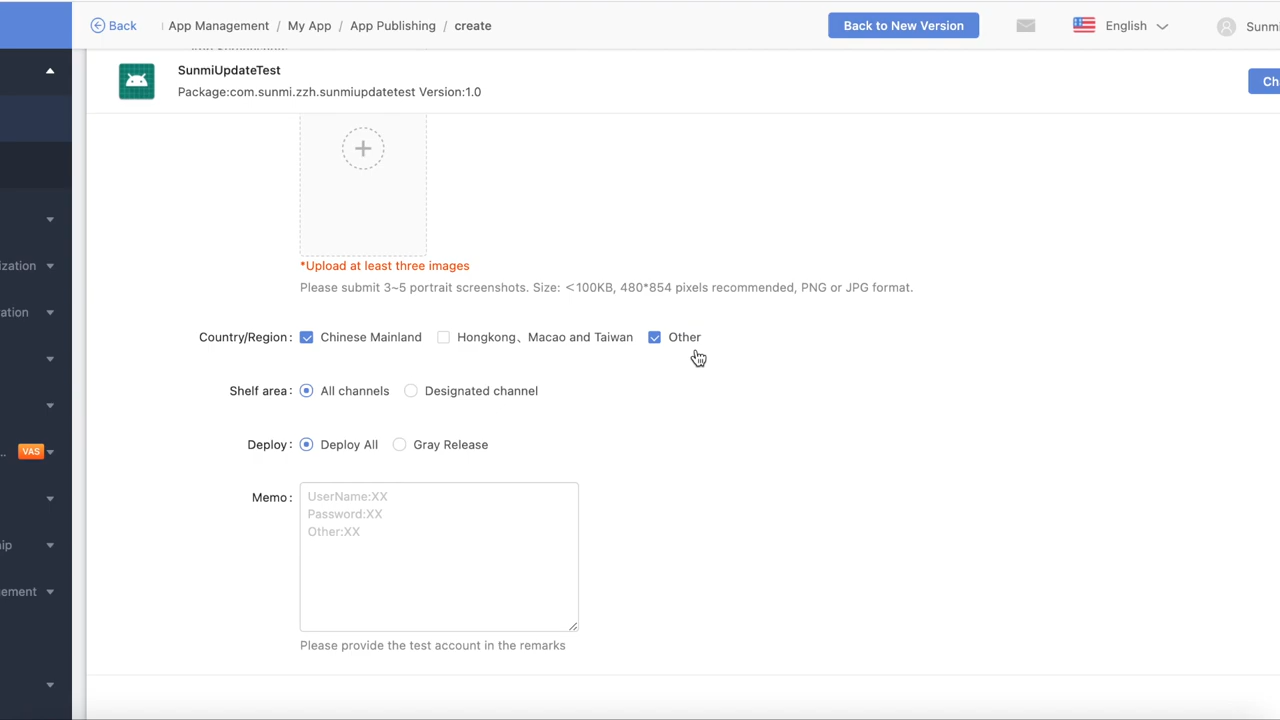 Back
App Management / My App / App Publishing / create
Back to New Version
English
Sunmi
SunmiUpdateTest
Package:com.sunmi.zzh.sunmiupdatetest Version:1.0
Ch
ization
ation
.. VAS
ip
ement
*Upload at least three images
Please submit 3~5 portrait screenshots. Size: <100KB, 480*854 pixels recommended, PNG or JPG format.
Country/Region: Chinese Mainland Hongkong、Macao and Taiwan Other
Shelf area: All channels Designated channel
Deploy: Deploy All Gray Release
Memo: UserName:XX
Password:XX
Other:XX
Please provide the test account in the remarks